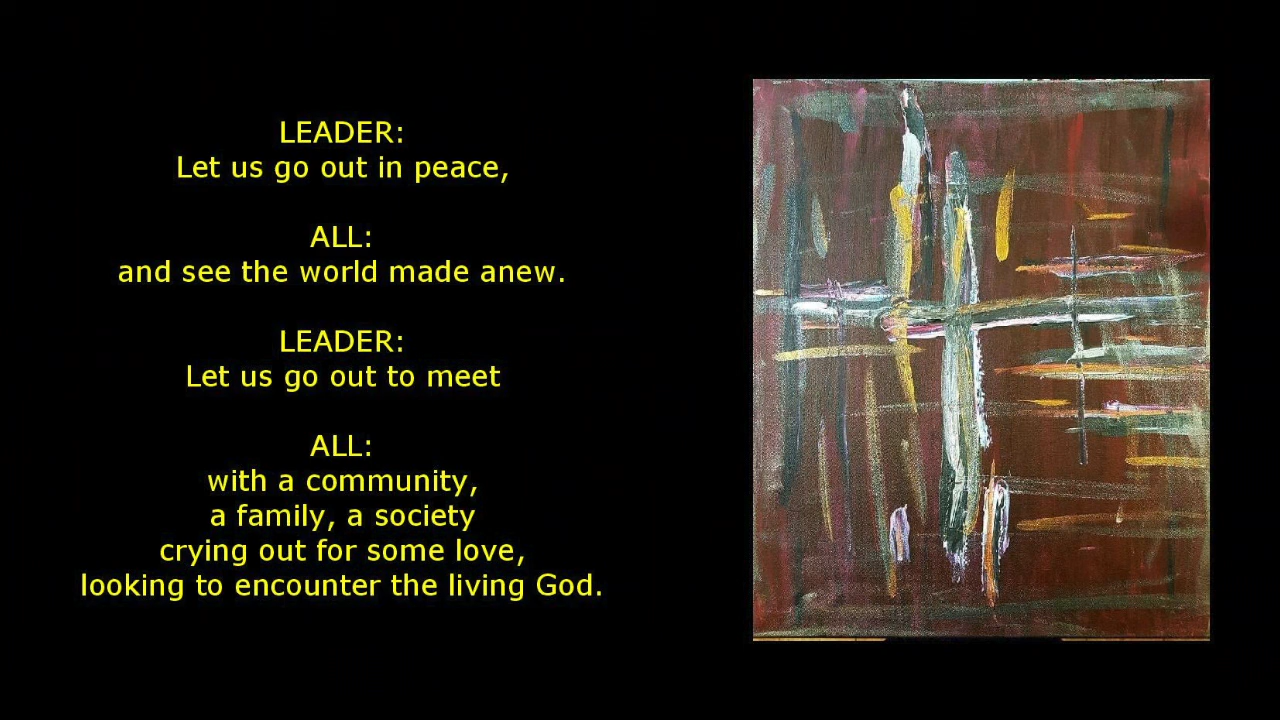 LEADER:
Let us go out in peace,
ALL:
and see the world made anew.
LEADER:
Let us go out to meet
ALL:
with a community,
a family, a society
crying out for some love,
looking to encounter the living God.